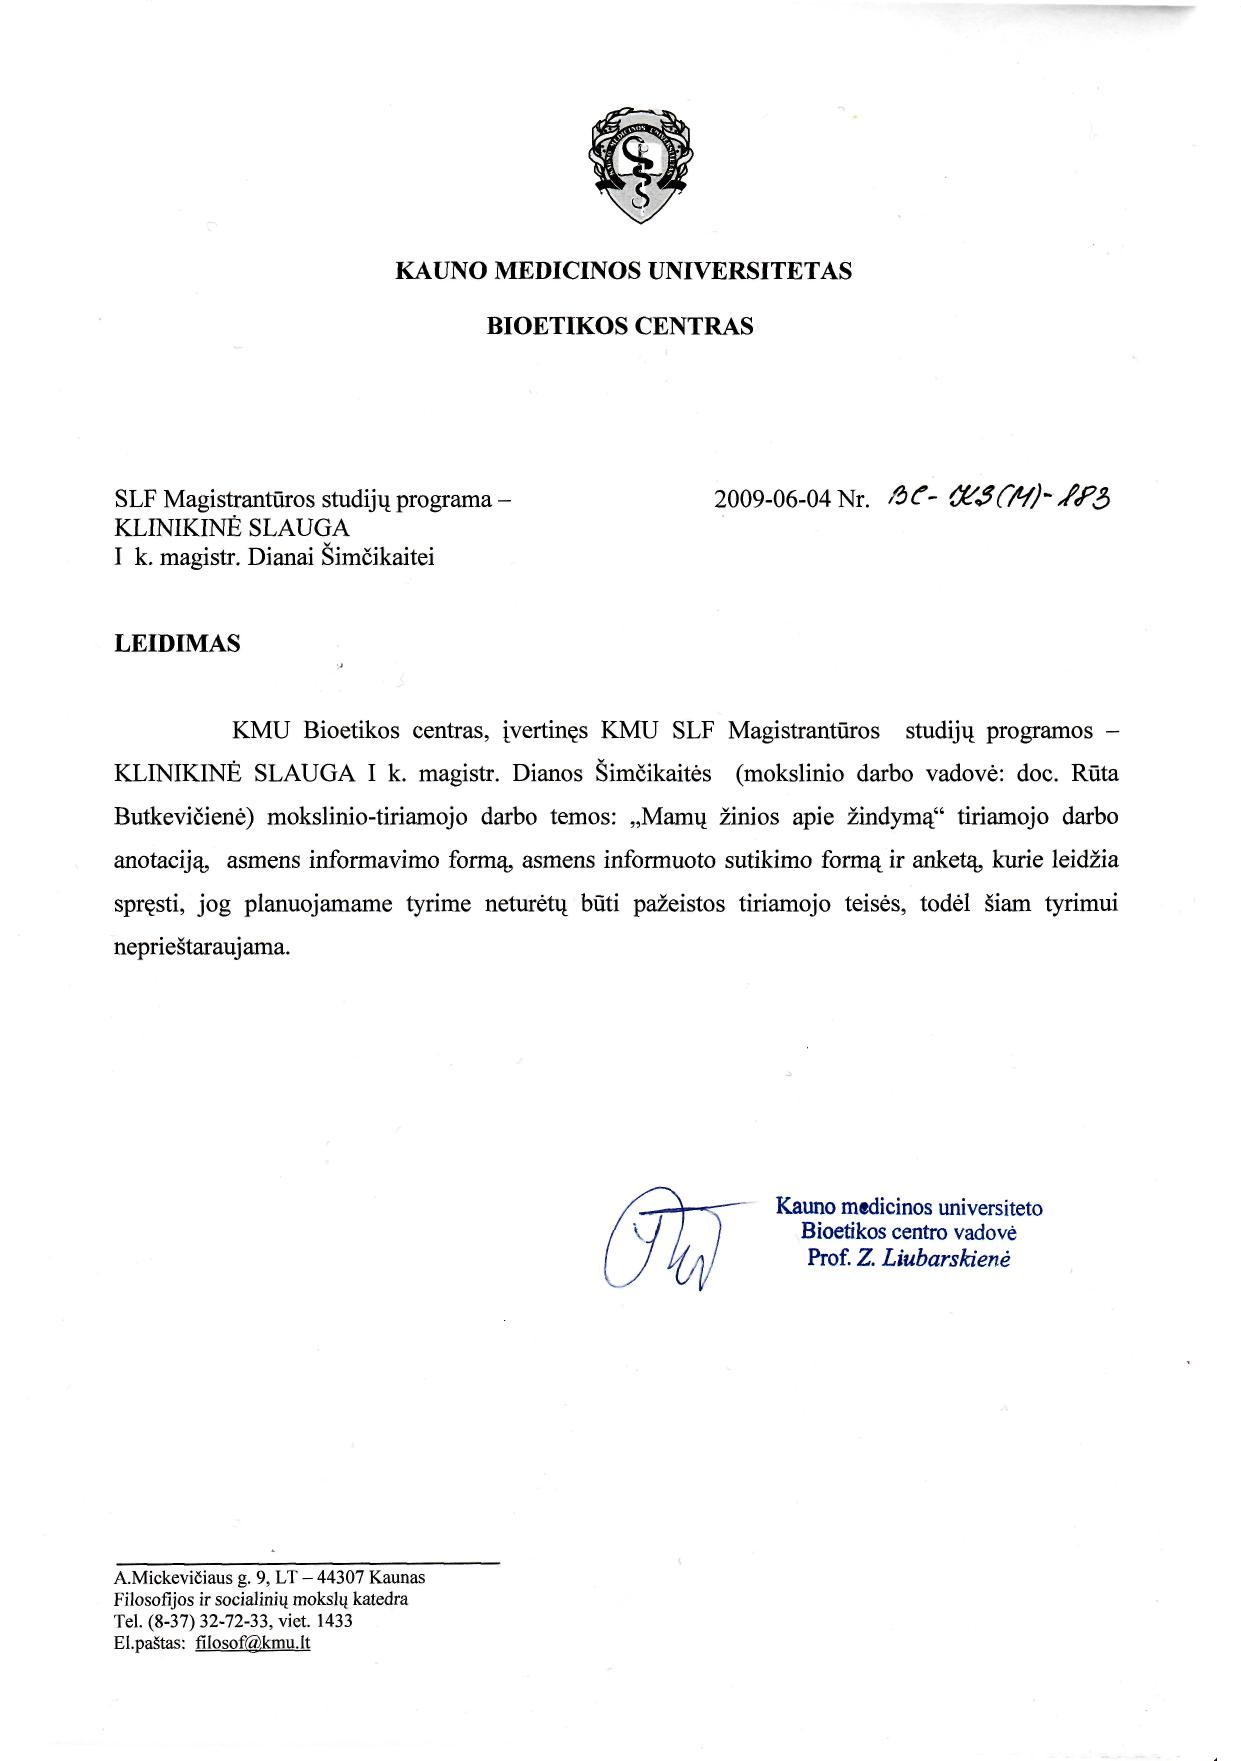 KAUNO MEDICINOS UNIVERSITETAS
KAUNO MEDICINOS UNIVERSITETAS
BIOETIKOS CENTRAS
SLF Magistrantūros studijų programa –
KLINIKINĖ SLAUGA
I k. magistr. Dianai Šimčikaitei
2009-06-04 Nr. BC-
LEIDIMAS
KMU Bioetikos centras, įvertinęs KMU SLF Magistrantūros studijų programos –
KLINIKINĖ SLAUGA I k. magistr. Dianos Šimčikaitės (mokslinio darbo vadovė: doc. Rūta
Butkevičienė) mokslinio-tiriamojo darbo temos: „Mamų žinios apie žindymą“ tiriamojo darbo
anotaciją, asmens informavimo formą, asmens informuoto sutikimo formą ir anketą, kurie leidžia
spręsti, jog planuojamame tyrime neturėtų būti pažeistos tiriamojo teisės, todėl šiam tyrimui
neprieštaraujama.
Kauno medicinos universiteto
Bioetikos centro vadovė
Prof. Z. Liubarskienė
A.Mickevičiaus g. 9, LT – 44307 Kaunas
Filosofijos ir socialinių mokslų katedra
Tel. (8-37) 32-72-33, viet. 1433
El.paštas: filosof@kmu.lt